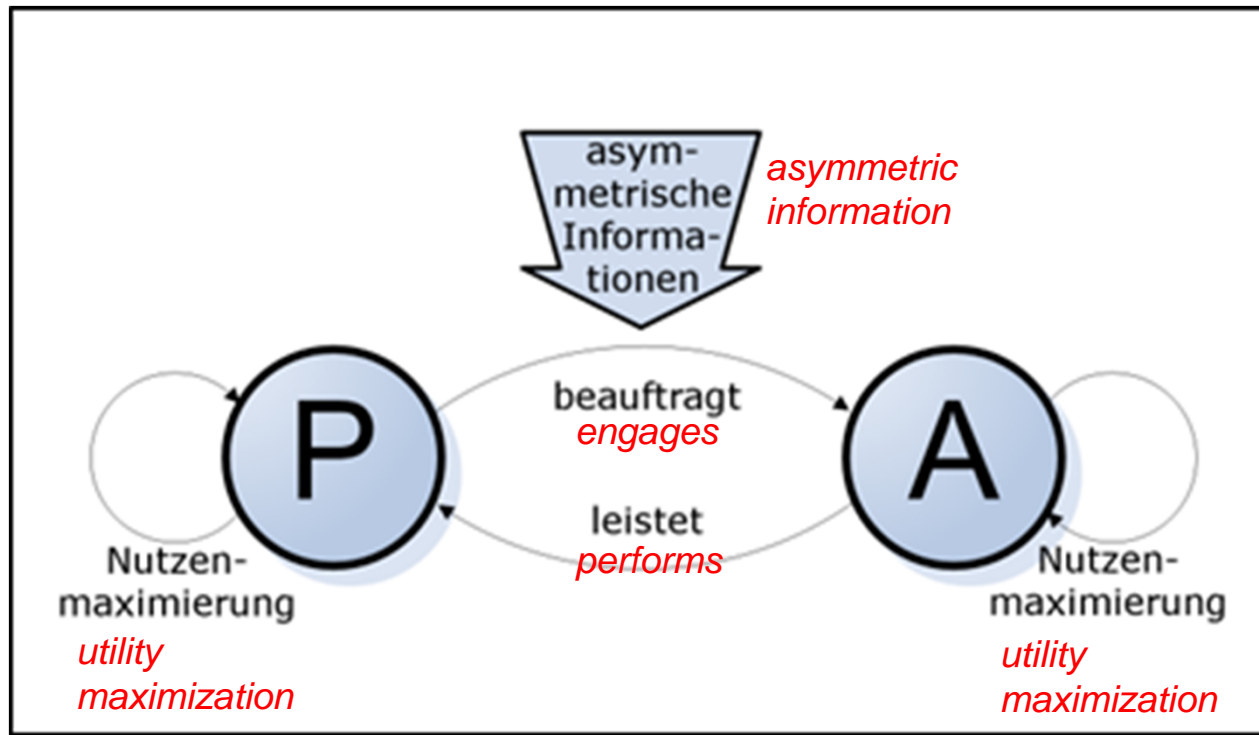 asym-
metrische
Informa-
tionen
asymmetric
information
P
A
beauftragt
engages
leistet
performs
Nutzen-
maximierung
utility
maximization
Nutzen-
maximierung
utility
maximization